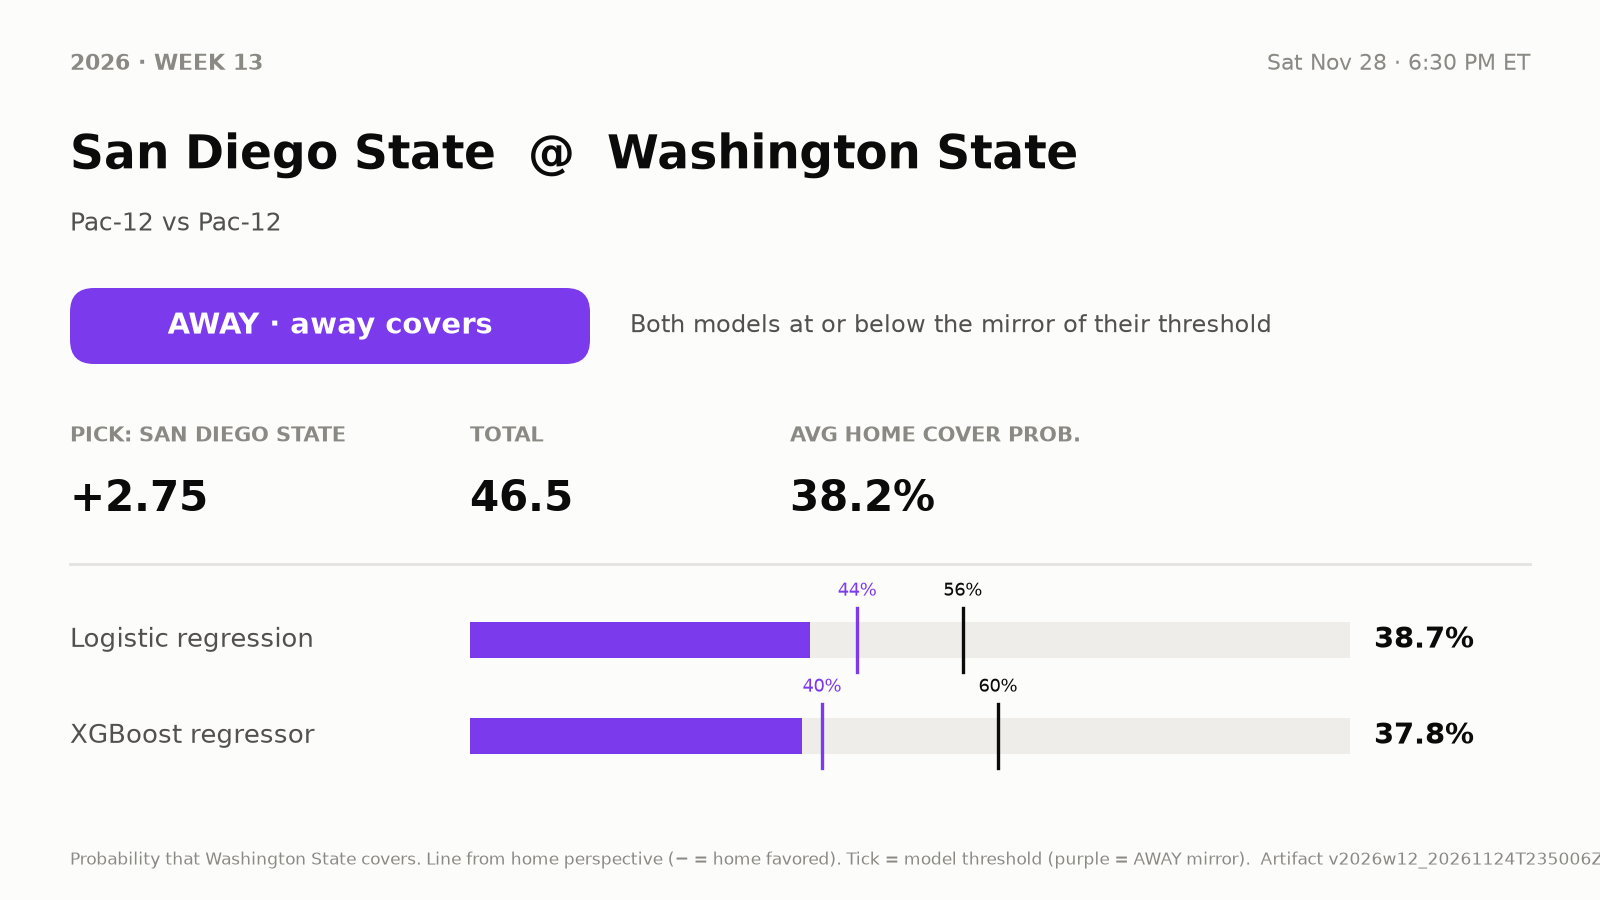 2026 · WEEK 13
Sat Nov 28 · 6:30 PM ET
San Diego State @ Washington State
Pac-12 vs Pac-12
AWAY · away covers
Both models at or below the mirror of their threshold
PICK: SAN DIEGO STATE
TOTAL
AVG HOME COVER PROB.
+2.75
46.5
38.2%
44%
56%
Logistic regression
38.7%
40%
60%
XGBoost regressor
37.8%
Probability that Washington State covers. Line from home perspective (− = home favored). Tick = model threshold (purple = AWAY mirror). Artifact v2026w12_20261124T235006Z